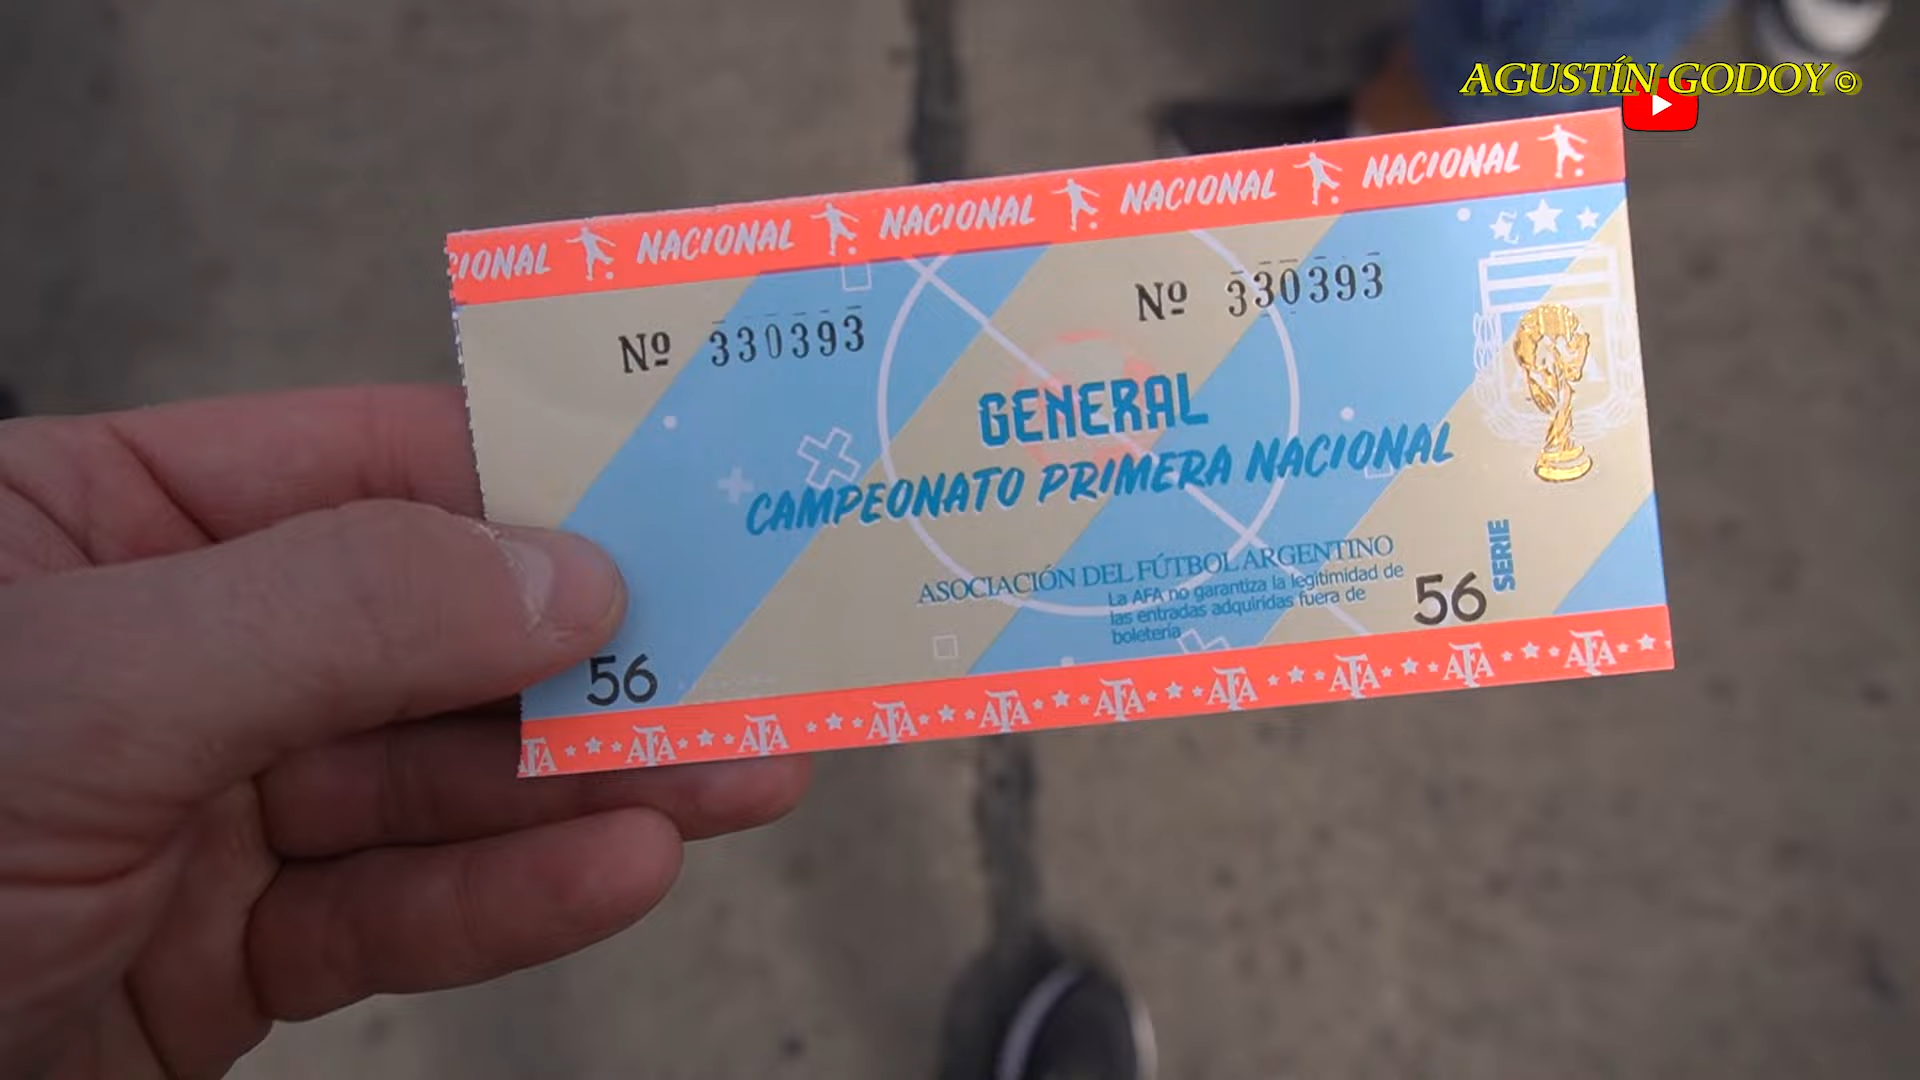 AGUSTÍN GODOY ©
CIONAL NACIONAL NACIONAL NACIONAL NACIONAL
Nº 330393 Nº 330393
GENERAL
CAMPEONATO PRIMERA NACIONAL
ASOCIACIÓN DEL FÚTBOL ARGENTINO
La AFA no garantiza la legitimidad de
las entradas adquiridas fuera de
boletería
56 SERIE
56
FA AFA AFA AFA AFA AFA AFA AFA AFA AFA